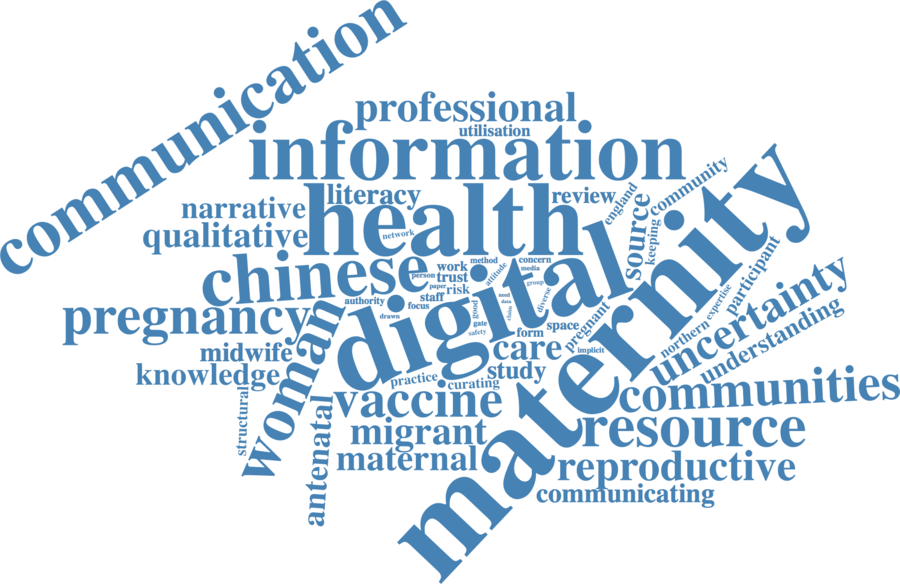 communication
professional
utilisation
information
health
literacy
review
england
community
narrative
qualitative
network
source
keeping
maternity
chinese
person
work
method
concern
media
attitude
trust
paper
risk
group
digital
participant
pregnancy
authority
staff
focus
drawn
good
need
data
diverse
gate
safety
form
space
pregnant
expertise
northern
uncertainty
understanding
woman
midwife
knowledge
care
implicit
study
practice
curating
structural
antenatal
vaccine
communities
migrant
resource
maternal
reproductive
communicating